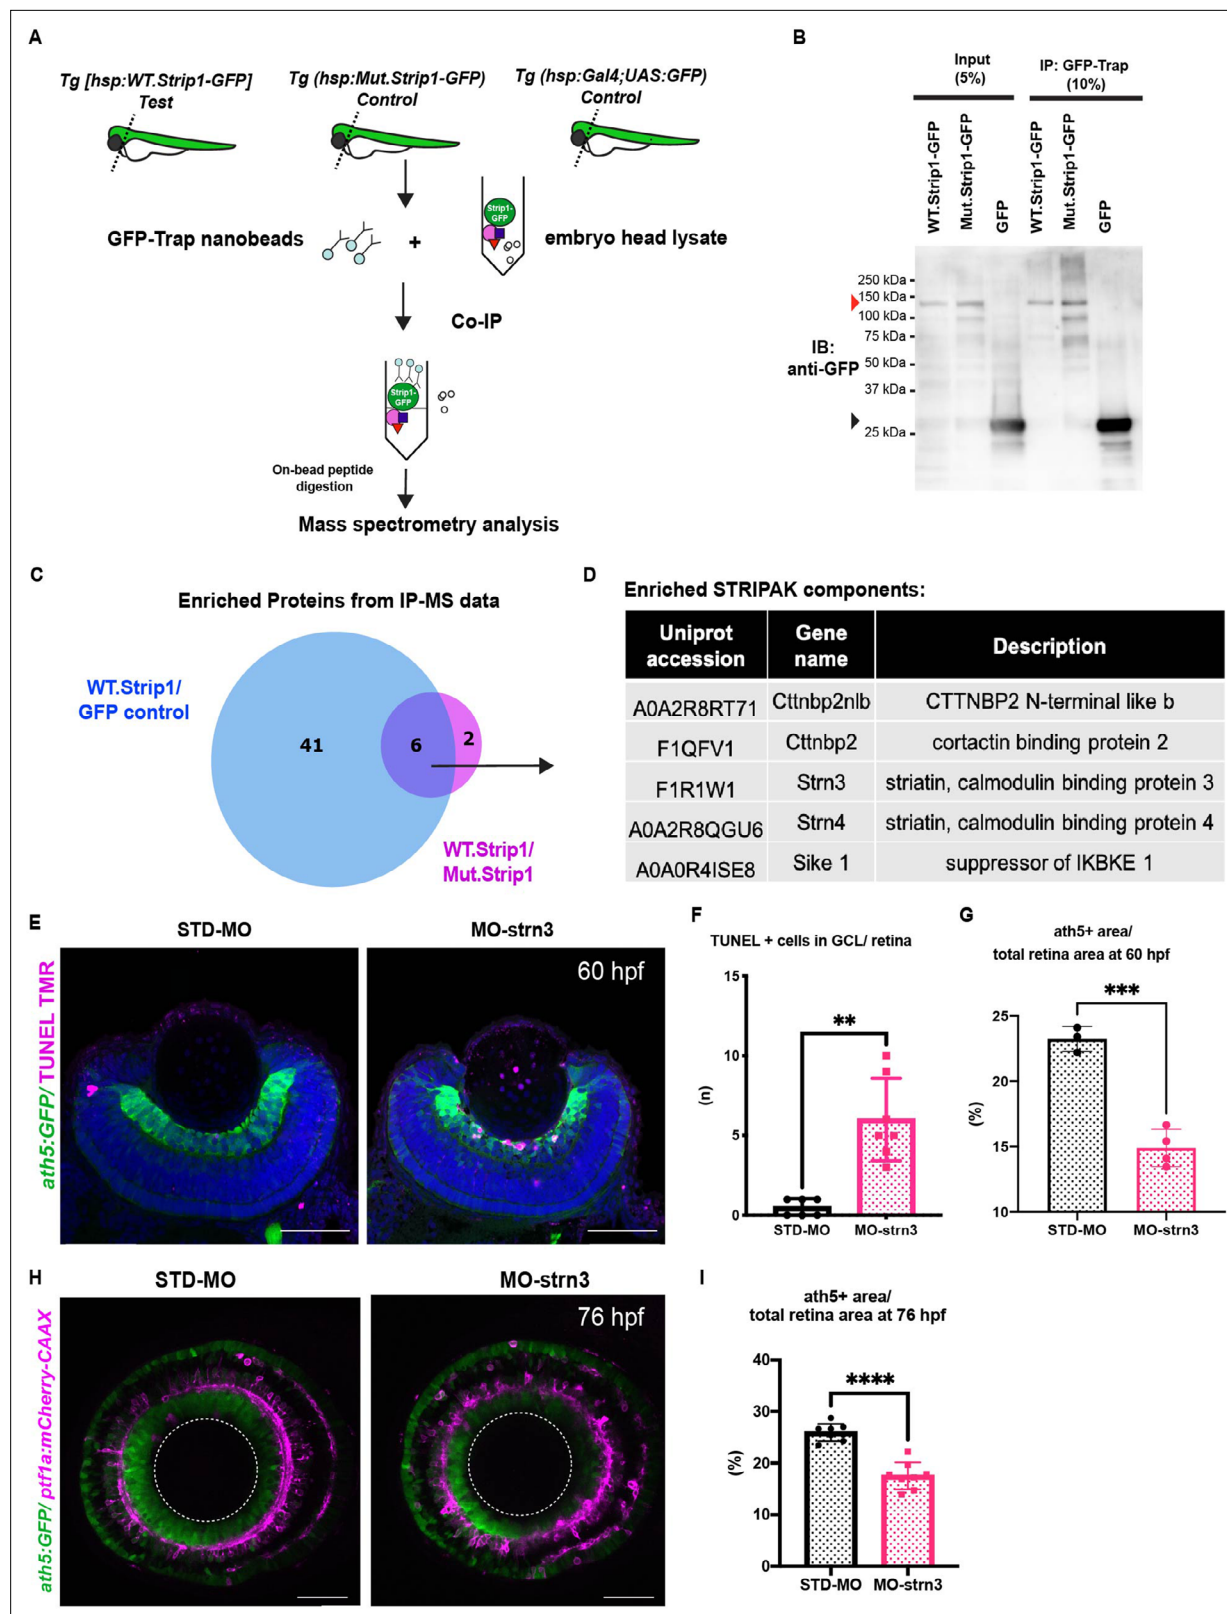 A
Tg [hsp:WT.Strip1-GFP]
Test
Tg (hsp:Mut.Strip1-GFP)
Control
Tg (hsp:Gal4;UAS:GFP)
Control
GFP-Trap nanobeads
+
Strip1-
GFP
embryo head lysate
Co-IP
Strip1-
GFP
On-bead peptide
digestion
Mass spectrometry analysis
B
Input
(5%)
IP: GFP-Trap
(10%)
WT.Strip1-GFP
Mut.Strip1-GFP
GFP
WT.Strip1-GFP
Mut.Strip1-GFP
GFP
250 kDa
150 kDa
100 kDa
75 kDa
50 kDa
37 kDa
25 kDa
IB:
anti-GFP
C
Enriched Proteins from IP-MS data
WT.Strip1/
GFP control
41
6
2
WT.Strip1/
Mut.Strip1
D
Enriched STRIPAK components:
Uniprot accession | Gene name | Description
A0A2R8RT71 Cttnbp2nlb CTTNBP2 N-terminal like b
F1QFV1 Cttnbp2 cortactin binding protein 2
F1R1W1 Strn3 striatin, calmodulin binding protein 3
A0A2R8QGU6 Strn4 striatin, calmodulin binding protein 4
A0A0R4ISE8 Sike 1 suppressor of IKBKE 1
E
STD-MO
MO-strn3
60 hpf
ath5:GFP/ TUNEL TMR
F
TUNEL + cells in GCL/ retina
15
10
5
0
(n)
**
STD-MO
MO-strn3
G
ath5+ area/
total retina area at 60 hpf
***
25
20
15
10
(%)
STD-MO
MO-strn3
H
STD-MO
MO-strn3
76 hpf
ath5:GFP/ ptf1a:mCherry-CAAX
I
ath5+ area/
total retina area at 76 hpf
****
40
30
20
10
0
(%)
STD-MO
MO-strn3